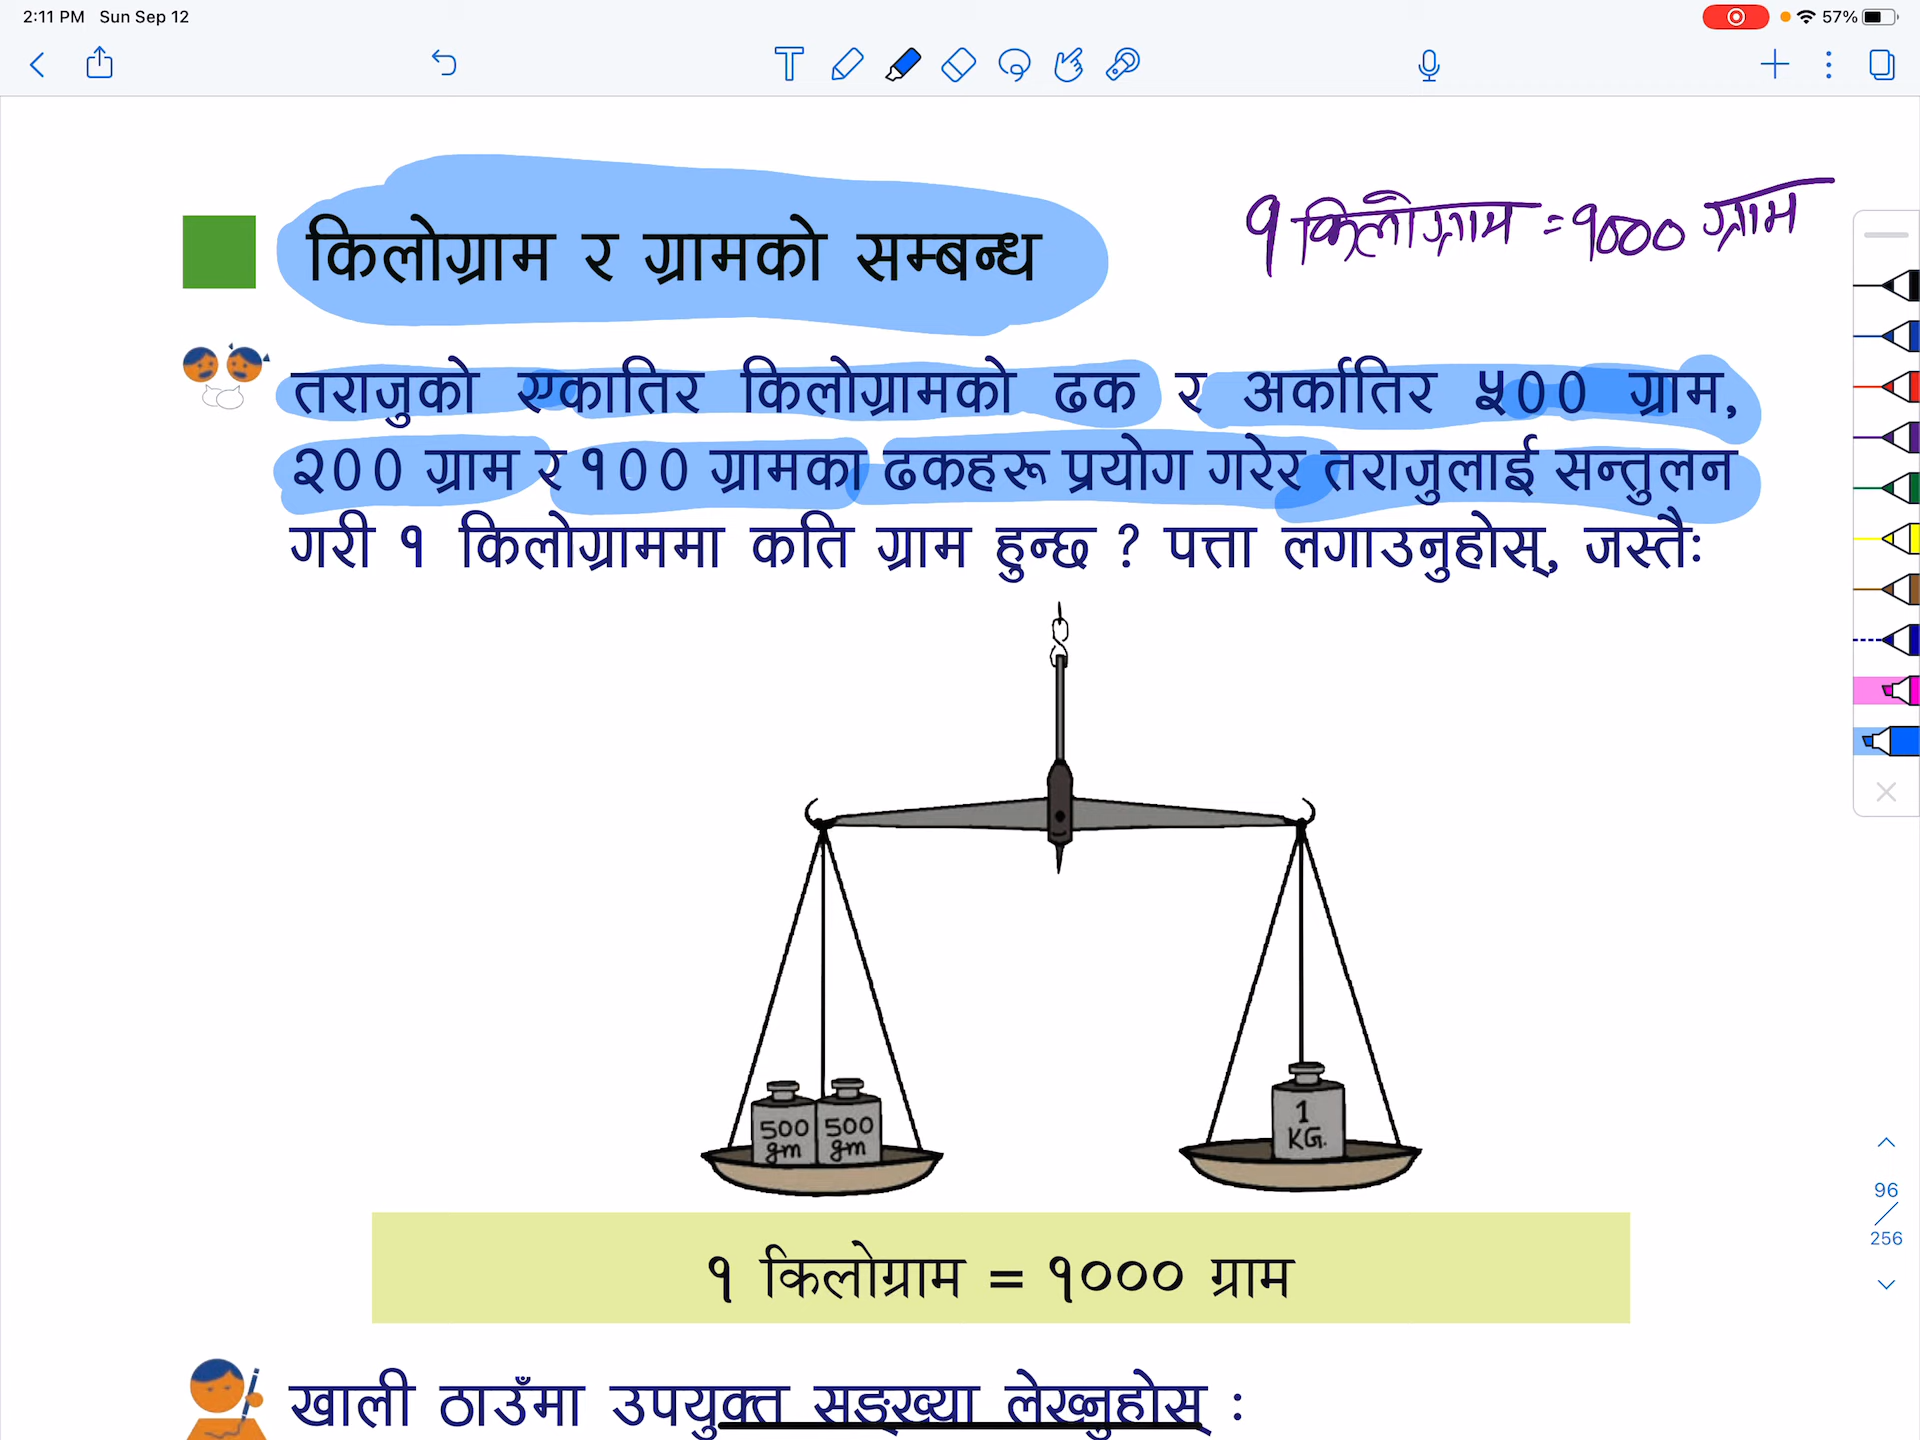 2:11 PM Sun Sep 12
57%
किलोग्राम र ग्रामको सम्बन्ध
१ किलोग्राम = १००० ग्राम
तराजुको एकातिर किलोग्रामको ढक र अर्कातिर ५०० ग्राम,
२०० ग्राम र १०० ग्रामका ढकहरू प्रयोग गरेर तराजुलाई सन्तुलन
गरी १ किलोग्राममा कति ग्राम हुन्छ ? पत्ता लगाउनुहोस्, जस्तैः
500 gm
500 gm
1 KG.
१ किलोग्राम = १००० ग्राम
96
/
256
खाली ठाउँमा उपयुक्त सङ्ख्या लेख्नुहोस् :